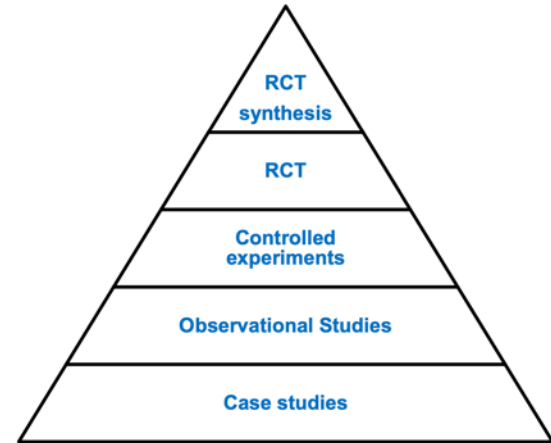 RCT
synthesis
RCT
Controlled
experiments
Observational Studies
Case studies